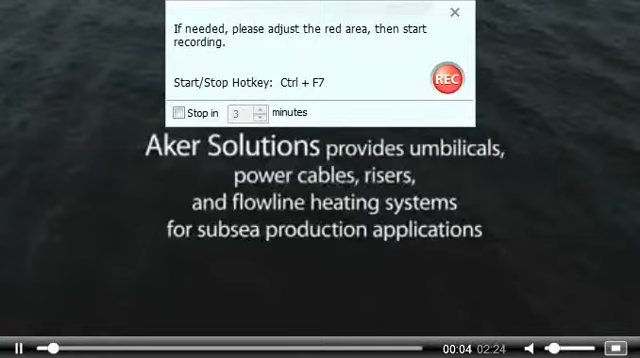 If needed, please adjust the red area, then start
recording.
Start/Stop Hotkey: Ctrl + F7
REC
Stop in 3 minutes
Aker Solutions provides umbilicals,
power cables, risers,
and flowline heating systems
for subsea production applications
00:04 02:24